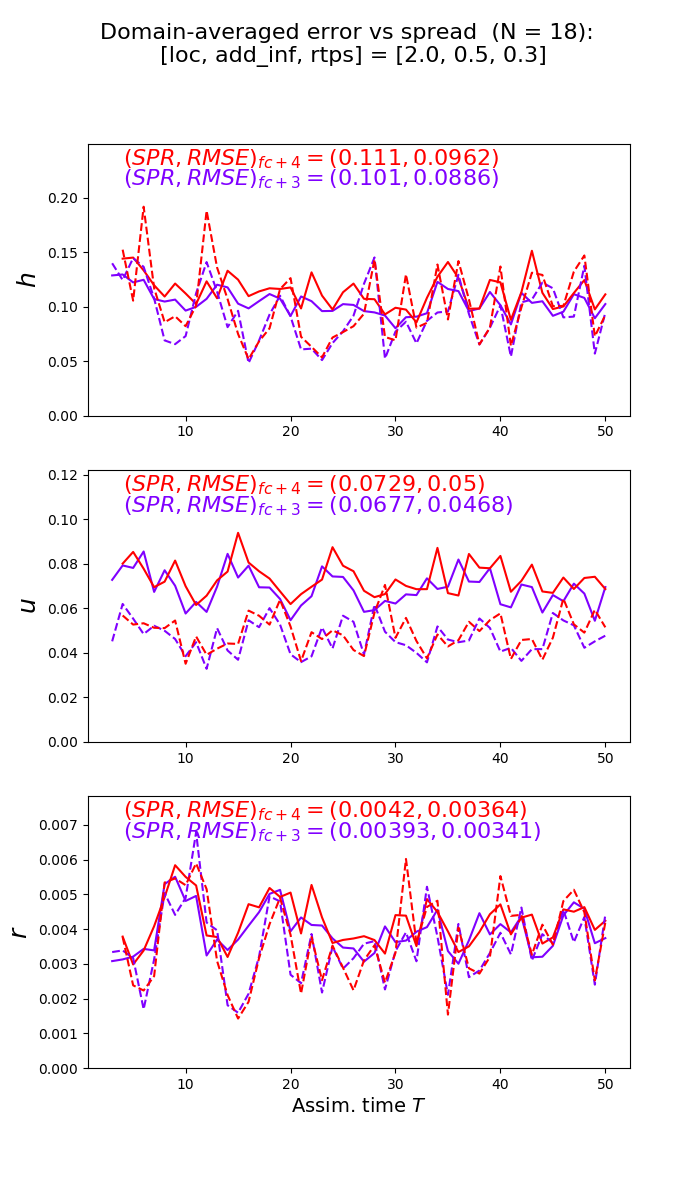 Domain-averaged error vs spread (N = 18):
[loc, add_inf, rtps] = [2.0, 0.5, 0.3]
(SPR, RMSE)fc+4 = (0.111, 0.0962)
(SPR, RMSE)fc+3 = (0.101, 0.0886)
0.20
0.15
h
0.10
0.05
0.00
10 20 30 40 50
0.12
(SPR, RMSE)fc+4 = (0.0729, 0.05)
(SPR, RMSE)fc+3 = (0.0677, 0.0468)
0.10
0.08
u
0.06
0.04
0.02
0.00
10 20 30 40 50
(SPR, RMSE)fc+4 = (0.0042, 0.00364)
(SPR, RMSE)fc+3 = (0.00393, 0.00341)
0.007
0.006
0.005
r
0.004
0.003
0.002
0.001
0.000
10 20 30 40 50
Assim. time T